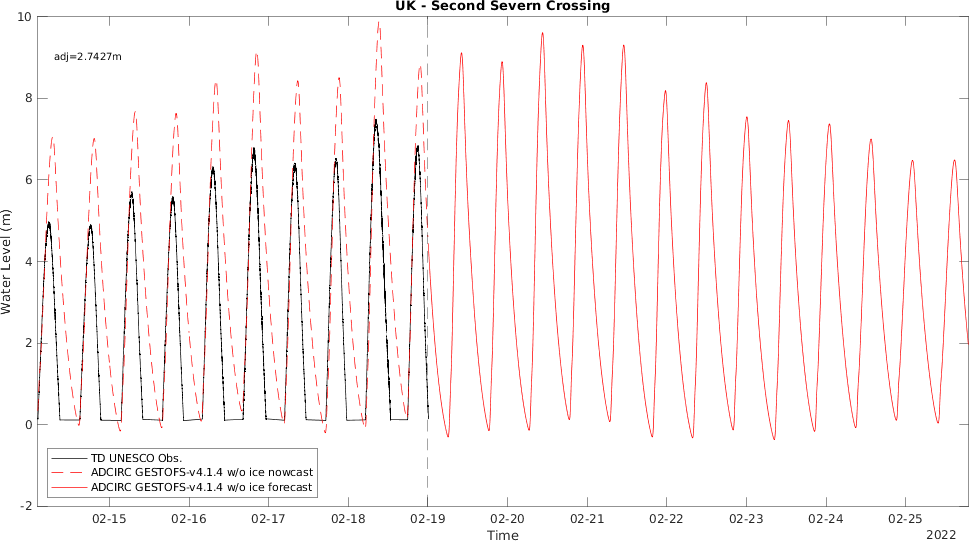 UK - Second Severn Crossing
10
8
6
4
2
0
-2
Water Level (m)
adj=2.7427m
TD UNESCO Obs.
ADCIRC GESTOFS-v4.1.4 w/o ice nowcast
ADCIRC GESTOFS-v4.1.4 w/o ice forecast
02-15 02-16 02-17 02-18 02-19 02-20 02-21 02-22 02-23 02-24 02-25
Time
2022